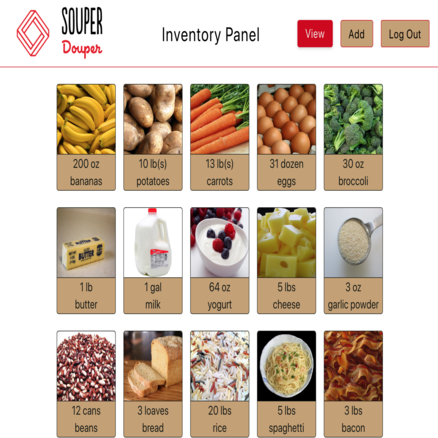 SOUPER
Douper
Inventory Panel
View
Add
Log Out
200 oz
bananas
10 lb(s)
potatoes
13 lb(s)
carrots
31 dozen
eggs
30 oz
broccoli
1 lb
butter
1 gal
milk
64 oz
yogurt
5 lbs
cheese
3 oz
garlic powder
12 cans
beans
3 loaves
bread
20 lbs
rice
5 lbs
spaghetti
3 lbs
bacon